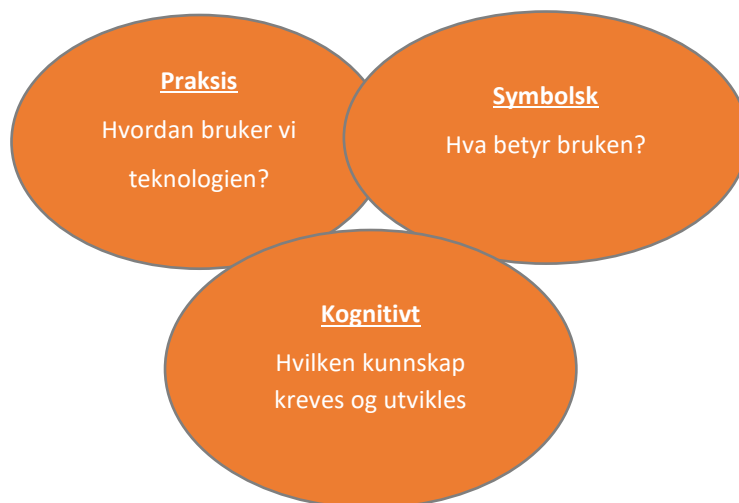 Praksis
Hvordan bruker vi
teknologien?
Symbolsk
Hva betyr bruken?
Kognitivt
Hvilken kunnskap
kreves og utvikles